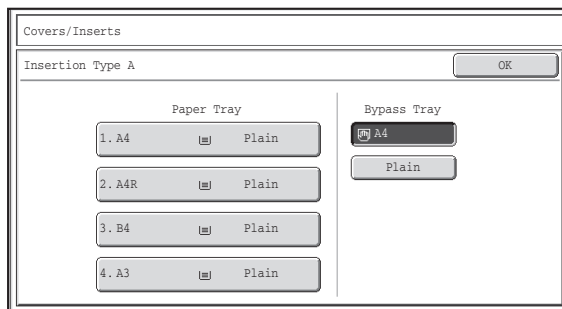 Covers/Inserts
Insertion Type A
OK
Paper Tray
Bypass Tray
1. A4 Plain
2. A4R Plain
3. B4 Plain
4. A3 Plain
A4
Plain